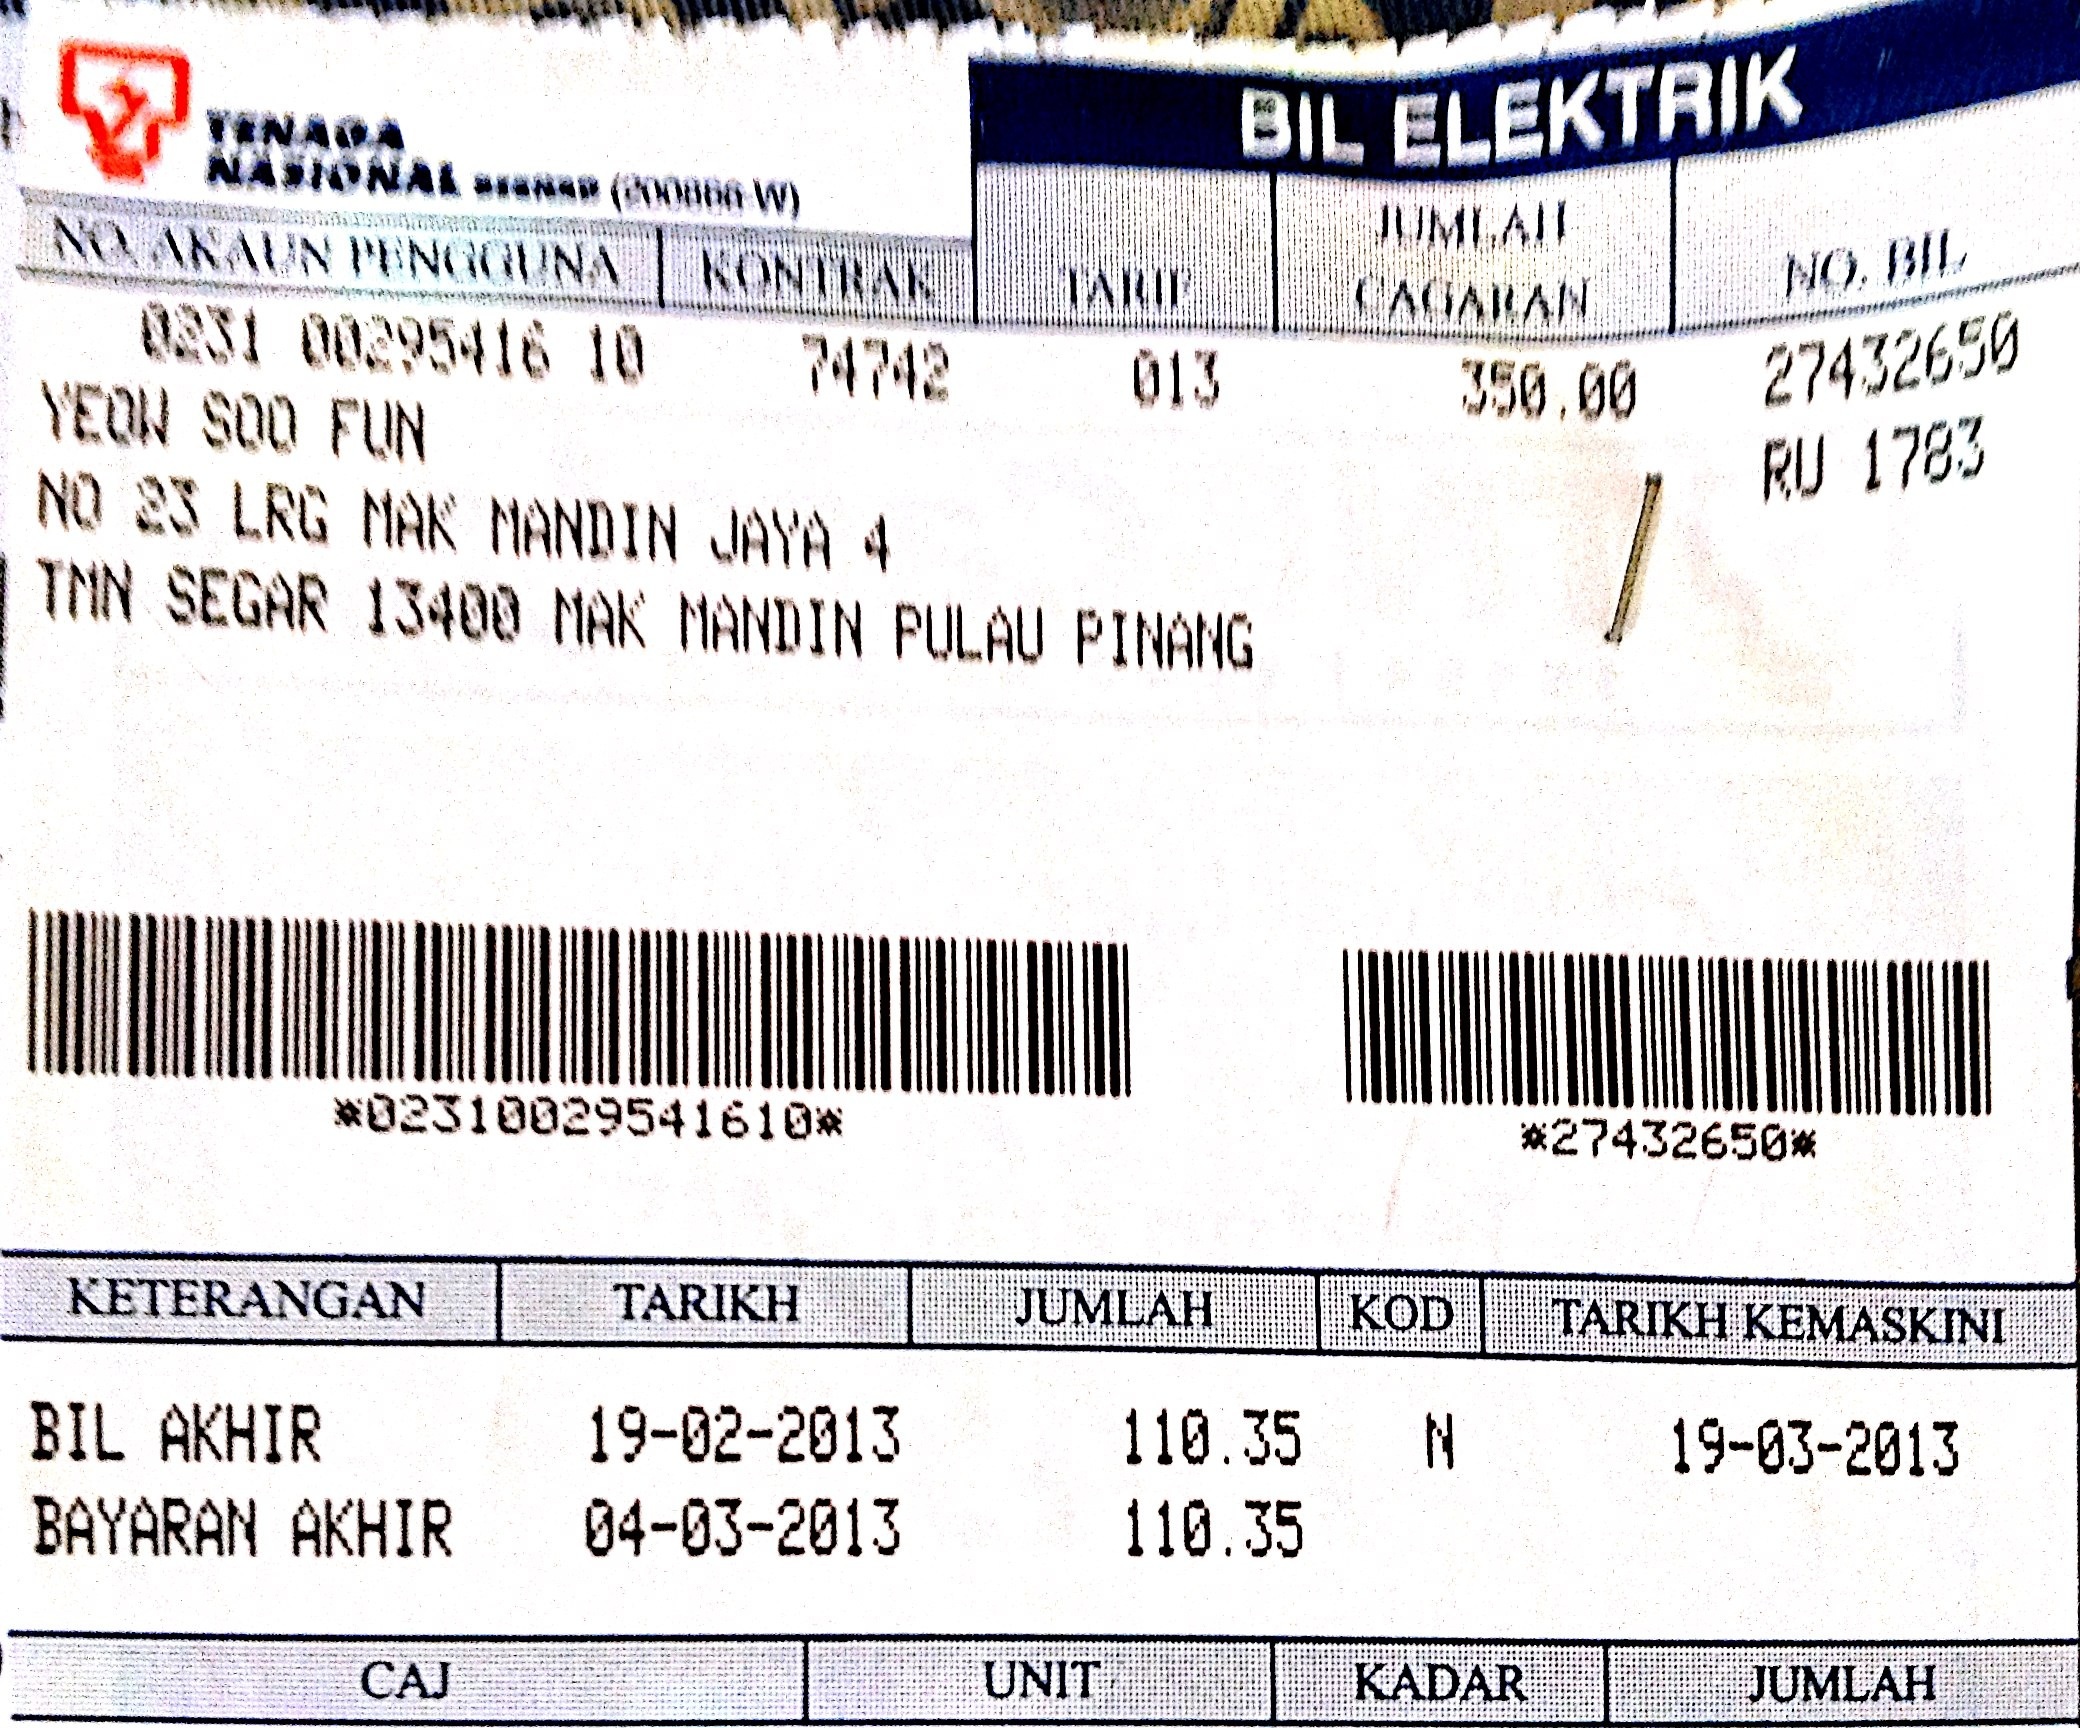 TENAGA
NASIONAL BERHAD (200866 W)
BIL ELEKTRIK
NO. AKAUN PENGGUNA KONTRAK TARIF JUMLAH CAGARAN NO. BIL
0231 00295416 10 74742 013 350.00 27432650
YEOW SOO FUN RU 1783
NO 23 LRG MAK MANDIN JAYA 4
TMN SEGAR 13400 MAK MANDIN PULAU PINANG
*02310029541610* *27432650*
KETERANGAN TARIKH JUMLAH KOD TARIKH KEMASKINI
BIL AKHIR 19-02-2013 110.35 N 19-03-2013
BAYARAN AKHIR 04-03-2013 110.35
CAJ UNIT KADAR JUMLAH